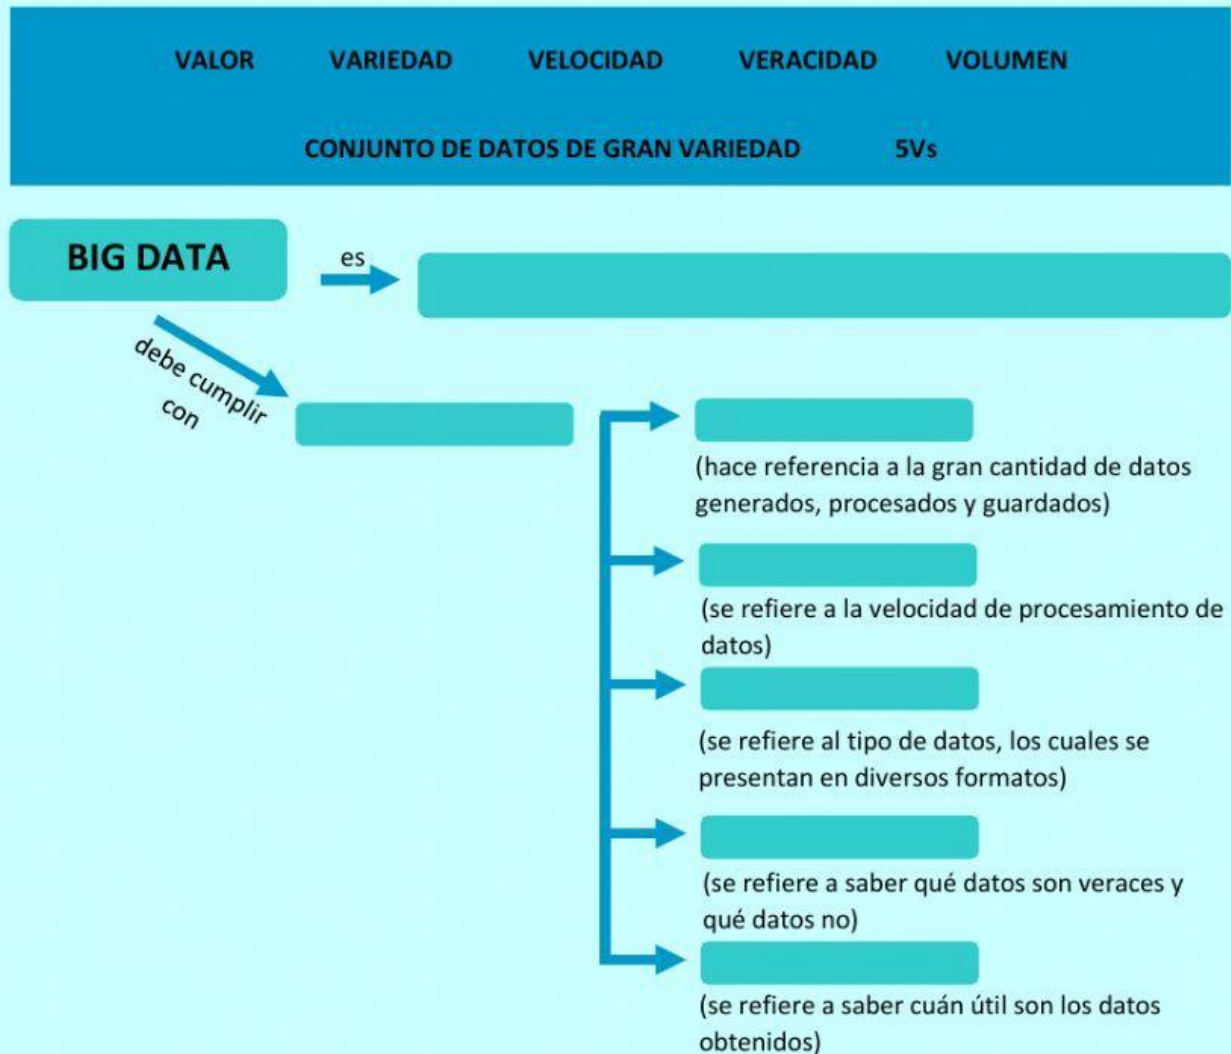 VALOR VARIEDAD VELOCIDAD VERACIDAD VOLUMEN
CONJUNTO DE DATOS DE GRAN VARIEDAD 5Vs
BIG DATA
es
debe cumplir
con
(hace referencia a la gran cantidad de datos
generados, procesados y guardados)
(se refiere a la velocidad de procesamiento de
datos)
(se refiere al tipo de datos, los cuales se
presentan en diversos formatos)
(se refiere a saber qué datos son veraces y
qué datos no)
(se refiere a saber cuán útil son los datos
obtenidos)